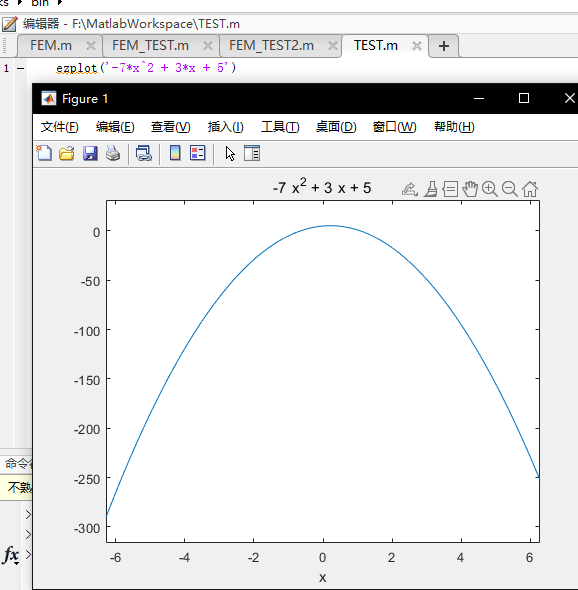 bin
编辑器 - F:\MatlabWorkspace\TEST.m
FEM.m FEM_TEST.m FEM_TEST2.m TEST.m
1 — ezplot('-7*x^2 + 3*x + 5')
Figure 1
文件(F) 编辑(E) 查看(V) 插入(I) 工具(T) 桌面(D) 窗口(W) 帮助(H)
-7 x² + 3 x + 5
0
-50
-100
-150
-200
-250
-300
-6 -4 -2 0 2 4 6
x
命令
不熟
fx